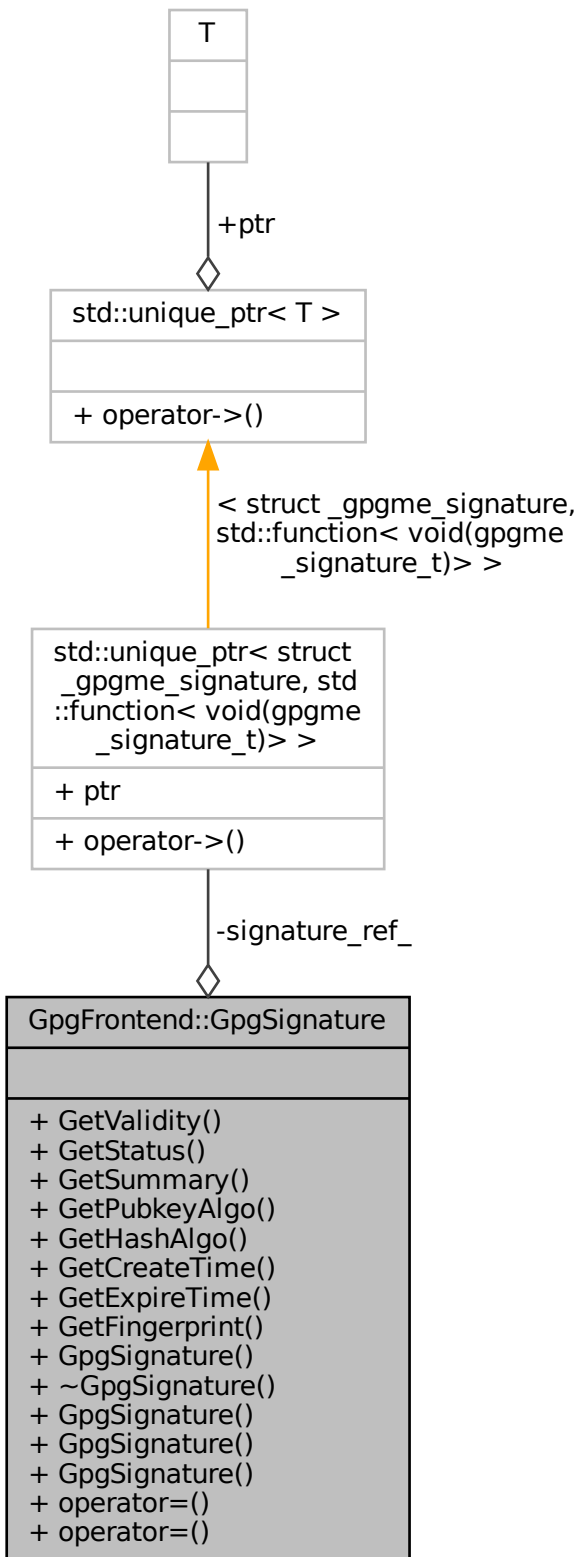 T
+ptr
std::unique_ptr< T >
+ operator->()
< struct _gpgme_signature,
std::function< void(gpgme
_signature_t)> >
std::unique_ptr< struct
_gpgme_signature, std
::function< void(gpgme
_signature_t)> >
+ ptr
+ operator->()
-signature_ref_
GpgFrontend::GpgSignature
+ GetValidity()
+ GetStatus()
+ GetSummary()
+ GetPubkeyAlgo()
+ GetHashAlgo()
+ GetCreateTime()
+ GetExpireTime()
+ GetFingerprint()
+ GpgSignature()
+ ~GpgSignature()
+ GpgSignature()
+ GpgSignature()
+ GpgSignature()
+ operator=()
+ operator=()